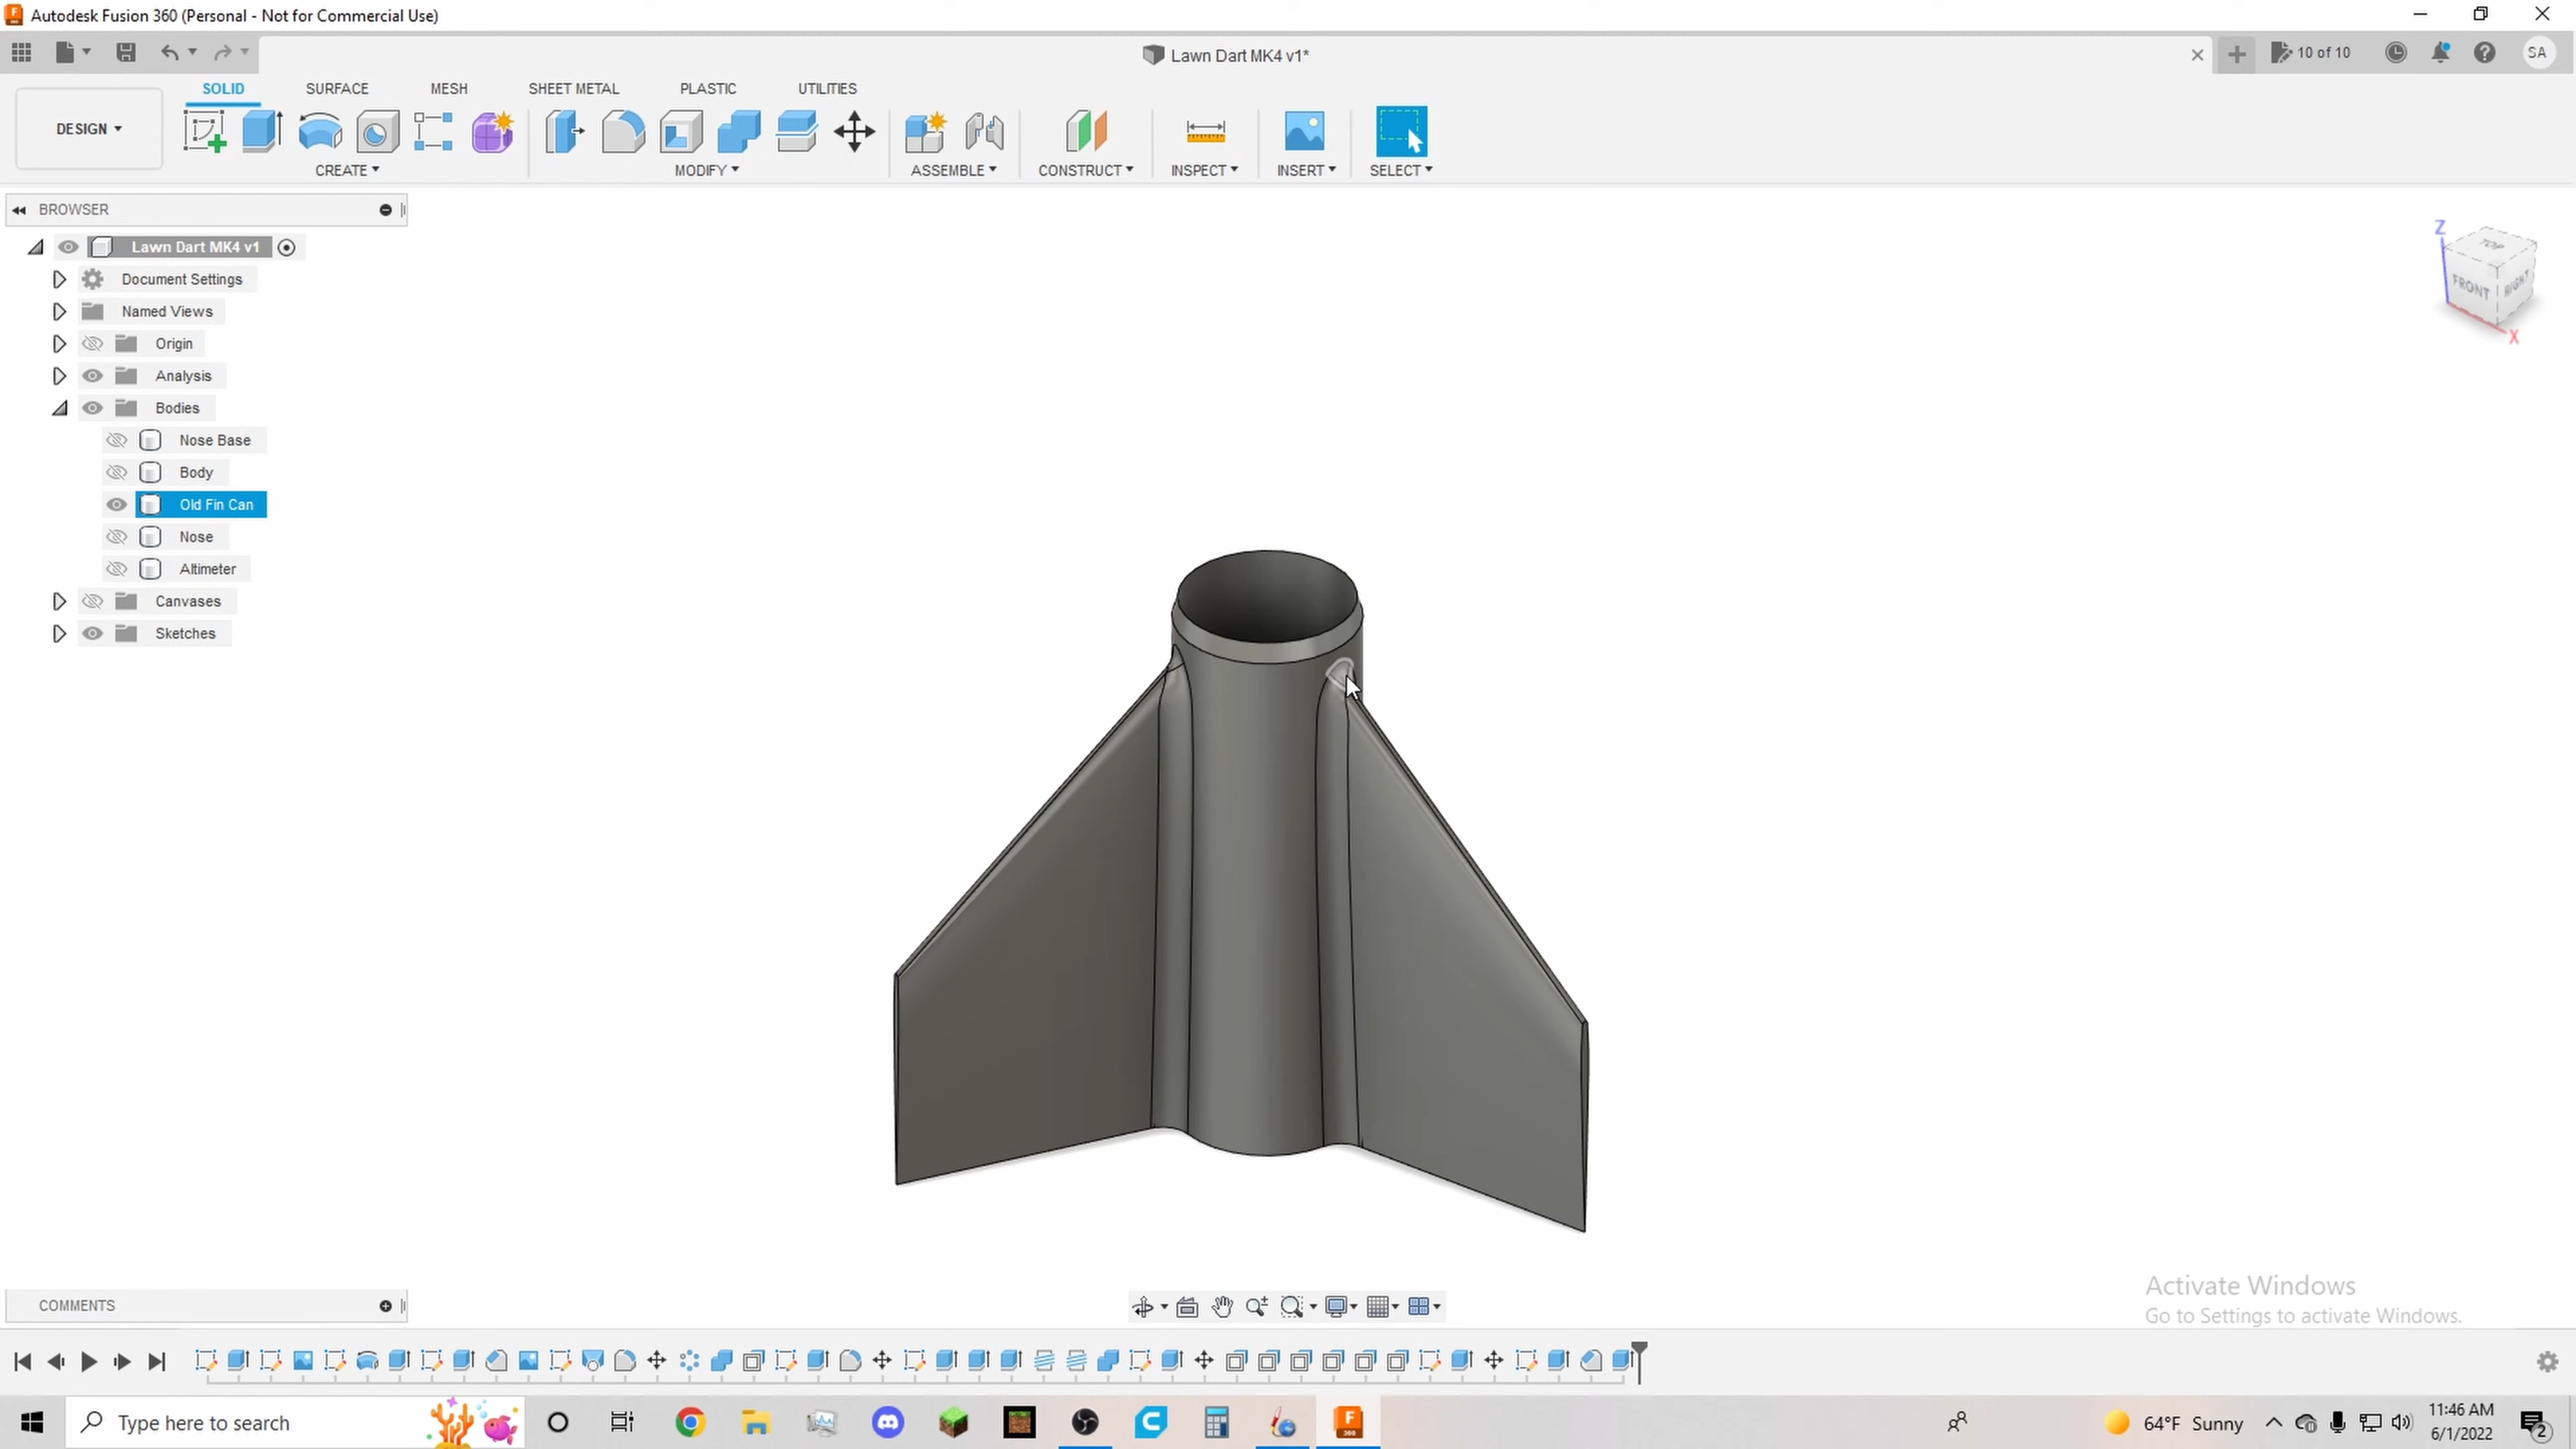 Autodesk Fusion 360 (Personal - Not for Commercial Use)
Lawn Dart MK4 v1*
10 of 10
SA
SOLID SURFACE MESH SHEET METAL PLASTIC UTILITIES
DESIGN
CREATE MODIFY ASSEMBLE CONSTRUCT INSPECT INSERT SELECT
BROWSER
Lawn Dart MK4 v1
Document Settings
Named Views
Origin
Analysis
Bodies
Nose Base
Body
Old Fin Can
Nose
Altimeter
Canvases
Sketches
Z
TOP
FRONT RIGHT
X
COMMENTS
Activate Windows
Go to Settings to activate Windows.
Type here to search
F
360
64°F Sunny
11:46 AM
6/1/2022
2